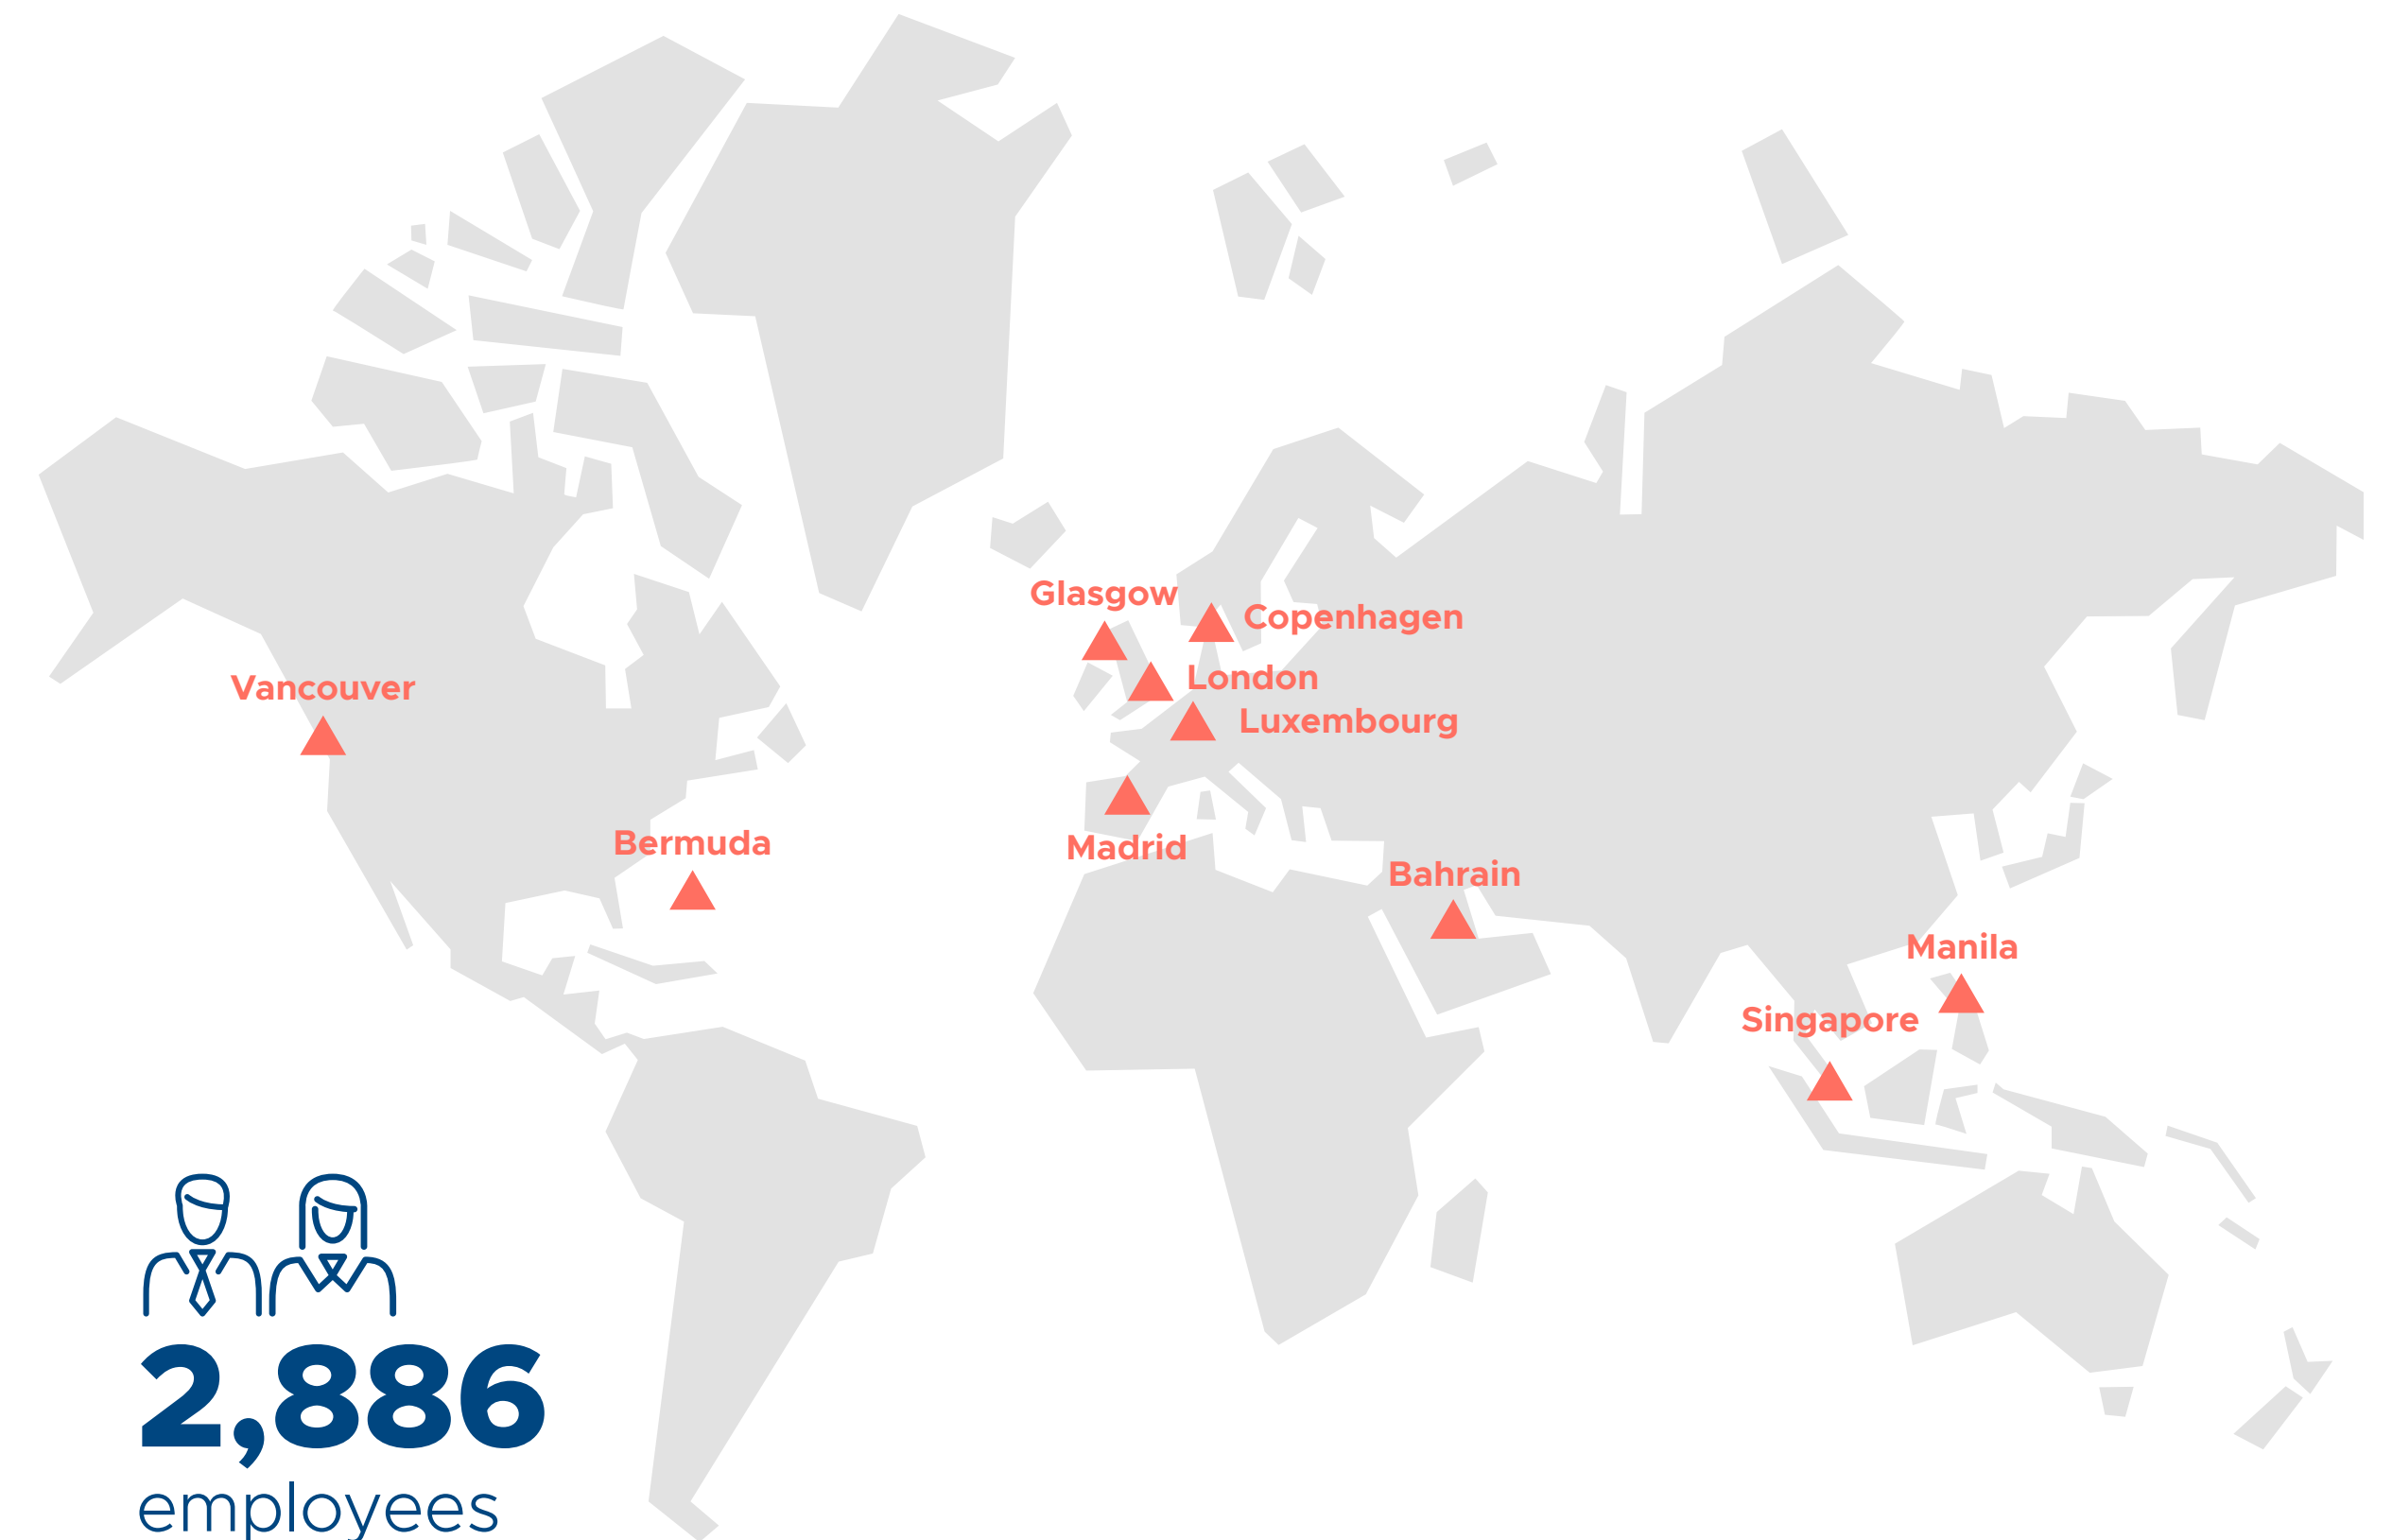 Glasgow
Copenhagen
London
Vancouver
Luxembourg
Bermuda
Madrid
Bahrain
Manila
Singapore
2,886
employees